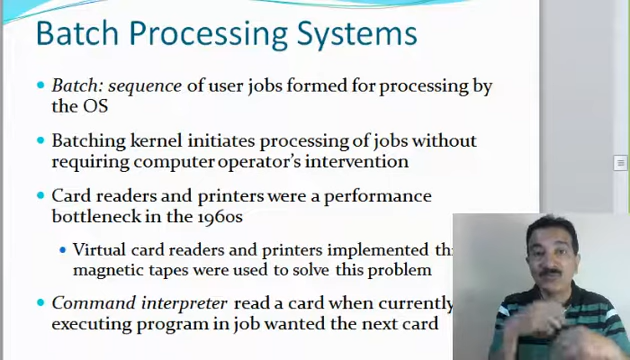 Batch Processing Systems
• Batch: sequence of user jobs formed for processing by
the OS
• Batching kernel initiates processing of jobs without
requiring computer operator's intervention
• Card readers and printers were a performance
bottleneck in the 1960s
• Virtual card readers and printers implemented
magnetic tapes were used to solve this problem
• Command interpreter read a card when currently
executing program in job wanted the next card